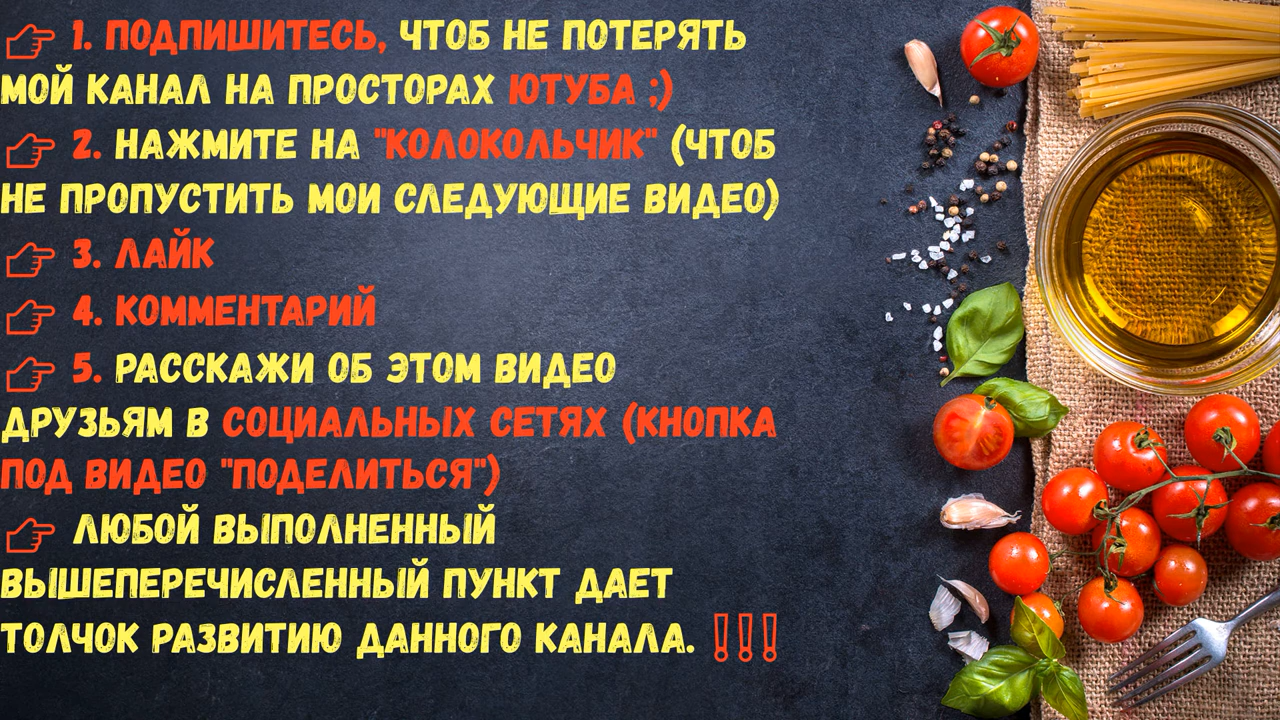 👉 1. ПОДПИШИТЕСЬ, ЧТОБ НЕ ПОТЕРЯТЬ
МОЙ КАНАЛ НА ПРОСТОРАХ ЮТУБА ;)
👉 2. НАЖМИТЕ НА "КОЛОКОЛЬЧИК" (ЧТОБ
НЕ ПРОПУСТИТЬ МОИ СЛЕДУЮЩИЕ ВИДЕО)
👉 3. ЛАЙК
👉 4. КОММЕНТАРИЙ
👉 5. РАССКАЖИ ОБ ЭТОМ ВИДЕО
ДРУЗЬЯМ В СОЦИАЛЬНЫХ СЕТЯХ (КНОПКА
ПОД ВИДЕО "ПОДЕЛИТЬСЯ")
👉 ЛЮБОЙ ВЫПОЛНЕННЫЙ
ВЫШЕПЕРЕЧИСЛЕННЫЙ ПУНКТ ДАЕТ
ТОЛЧОК РАЗВИТИЮ ДАННОГО КАНАЛА. !!!